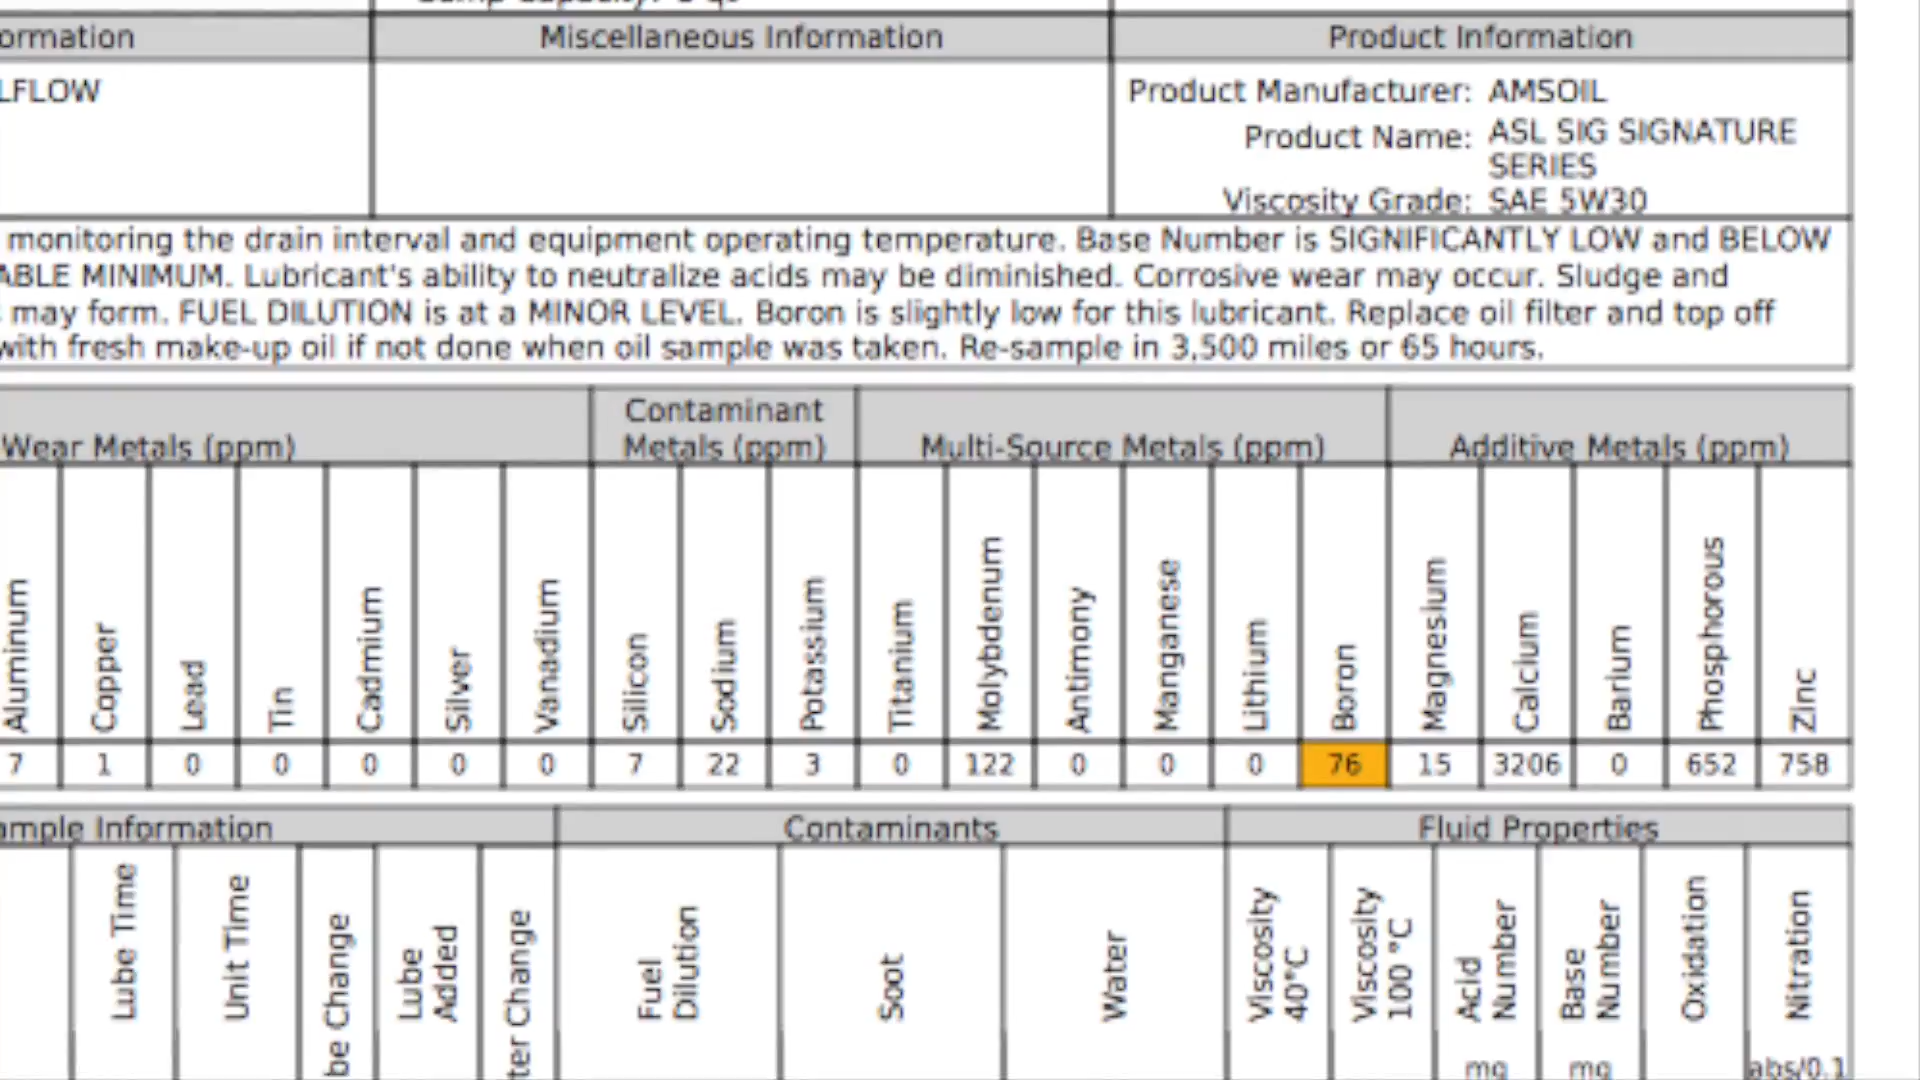 ormation
Miscellaneous Information
Product Information
LFLOW
Product Manufacturer: AMSOIL
Product Name: ASL SIG SIGNATURE
SERIES
Viscosity Grade: SAE 5W30
monitoring the drain interval and equipment operating temperature. Base Number is SIGNIFICANTLY LOW and BELOW
ABLE MINIMUM. Lubricant's ability to neutralize acids may be diminished. Corrosive wear may occur. Sludge and
may form. FUEL DILUTION is at a MINOR LEVEL. Boron is slightly low for this lubricant. Replace oil filter and top off
with fresh make-up oil if not done when oil sample was taken. Re-sample in 3,500 miles or 65 hours.
Wear Metals (ppm)
Contaminant
Metals (ppm)
Multi-Source Metals (ppm)
Additive Metals (ppm)
Aluminum
Copper
Lead
Tin
Cadmium
Silver
Vanadium
Silicon
Sodium
Potassium
Titanium
Molybdenum
Antimony
Manganese
Lithium
Boron
Magnesium
Calcium
Barium
Phosphorous
Zinc
7 1 0 0 0 0 0 7 22 3 0 122 0 0 0 76 15 3206 0 652 758
ample Information
Contaminants
Fluid Properties
Lube Time
Unit Time
be Change
Lube
Added
ter Change
Fuel
Dilution
Soot
Water
Viscosity
40°C
Viscosity
100 °C
Acid
Number
Base
Number
Oxidation
Nitration
mg
mg
abs/0.1